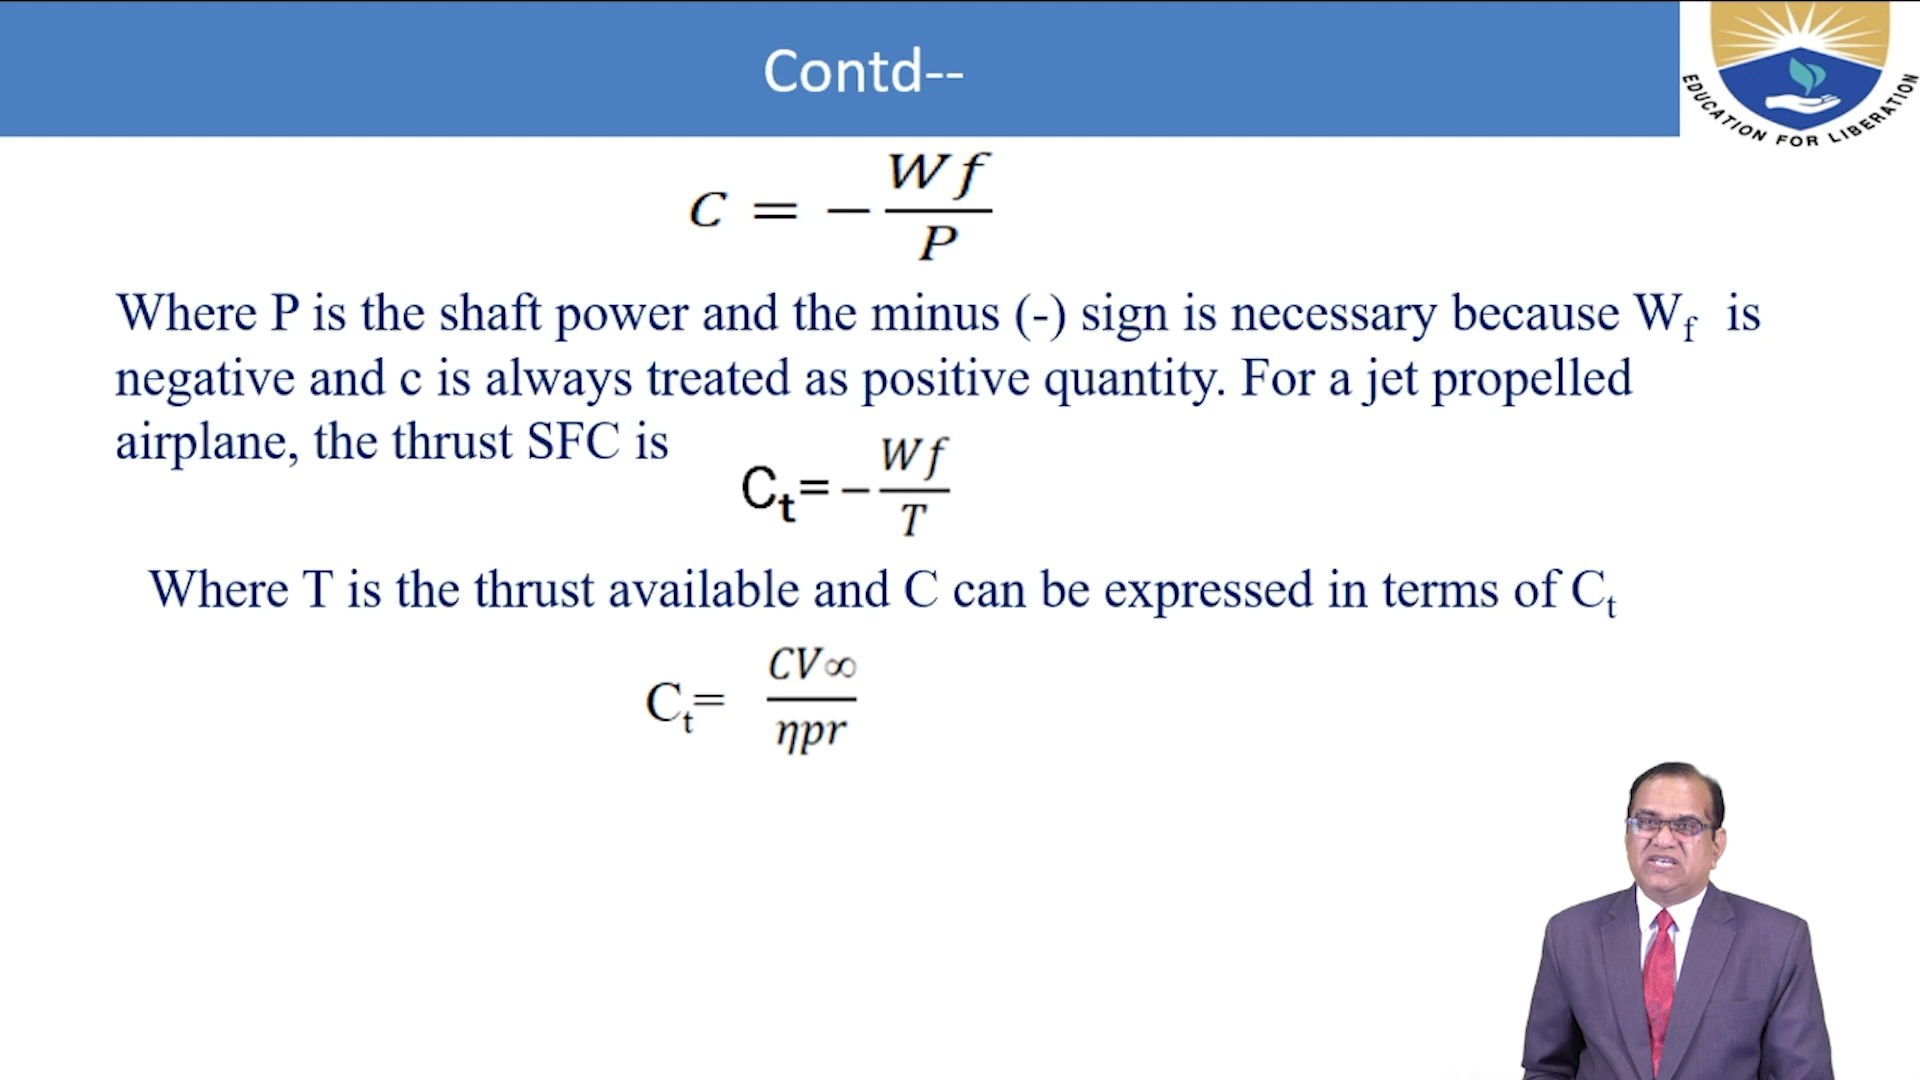 Contd--
EDUCATION FOR LIBERATION
C = - Wf / P
Where P is the shaft power and the minus (-) sign is necessary because Wf is
negative and c is always treated as positive quantity. For a jet propelled
airplane, the thrust SFC is
Ct= - Wf / T
Where T is the thrust available and C can be expressed in terms of Ct
Ct= CV∞ / ηpr